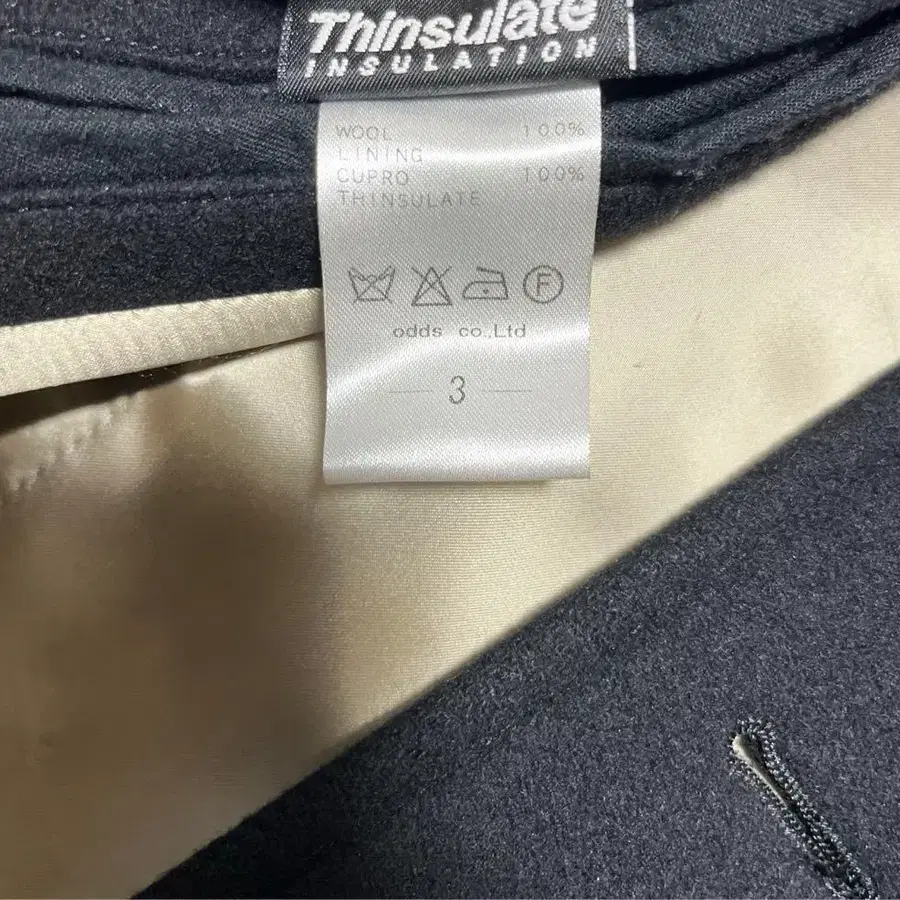 Thinsulate
INSULATION
WOOL 100%
LINING
CUPRO 100%
THINSULATE
F
odds co.,Ltd
3